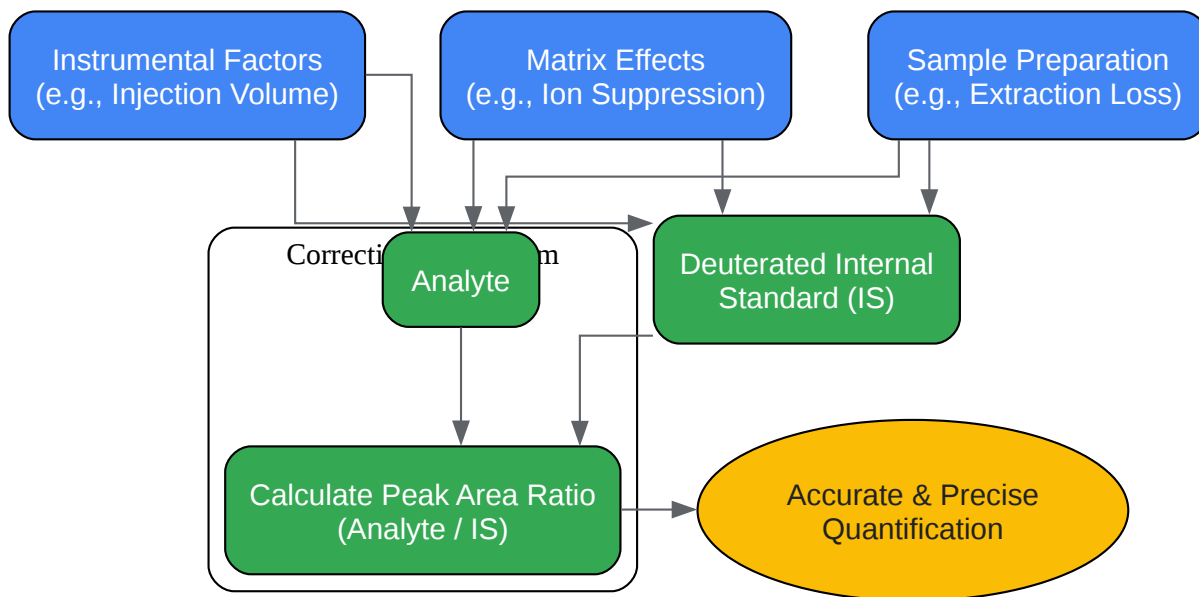 Instrumental Factors
(e.g., Injection Volume)
Matrix Effects
(e.g., Ion Suppression)
Sample Preparation
(e.g., Extraction Loss)
Analyte
Deuterated Internal
Standard (IS)
Calculate Peak Area Ratio
(Analyte / IS)
Accurate & Precise
Quantification